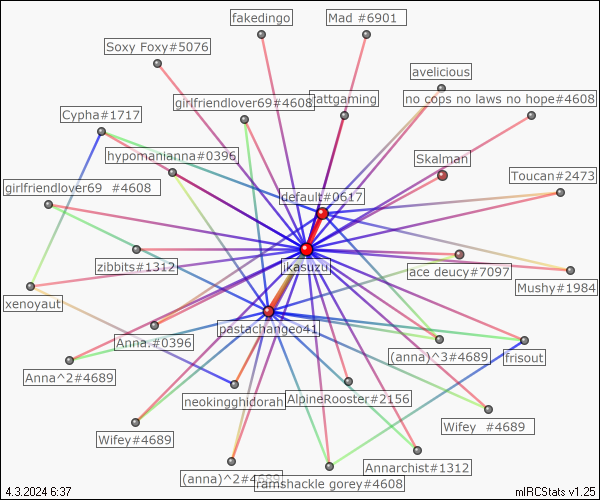 fakedingo
Mad #6901
Soxy Foxy#5076
avelicious
girlfriendlover69#4608
rattgaming
no cops no laws no hope#4608
Cypha#1717
hypomanianna#0396
Skalman
Toucan#2473
girlfriendlover69 #4608
default#0617
zibbits#1312
ikasuzu
ace deucy#7097
Mushy#1984
xenoyaut
Anna.#0396
pastachangeo41
(anna)^3#4689
frisout
Anna^2#4689
neokingghidorah
AlpineRooster#2156
Wifey#4689
Wifey #4689
(anna)^2#4689
Annarchist#1312
ramshackle gorey#4608
4.3.2024 6:37
mIRCStats v1.25